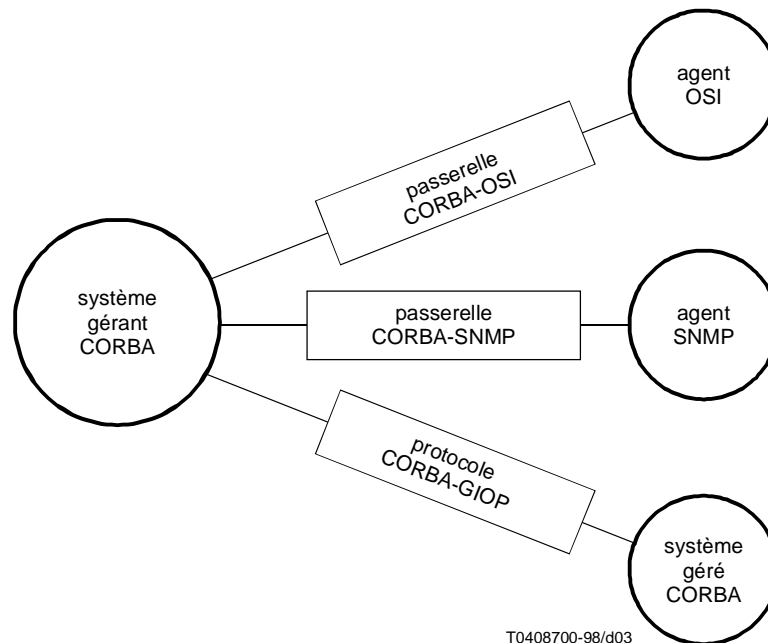 agent
OSI
passerelle
CORBA-OSI
système
gérant
CORBA
passerelle
CORBA-SNMP
agent
SNMP
protocole
CORBA-GIOP
système
géré
CORBA
T0408700-98/d03